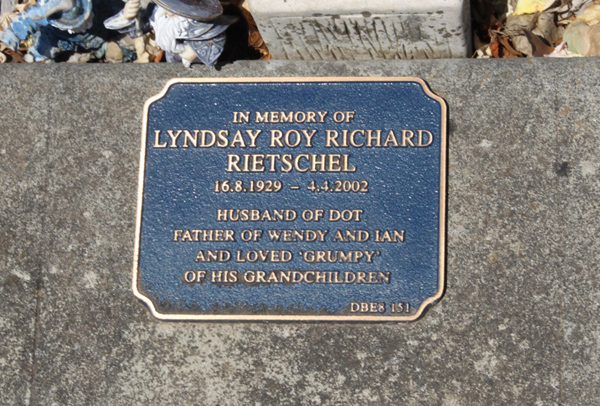 IN MEMORY OF
LYNDSAY ROY RICHARD
RIETSCHEL
16.8.1929 – 4.4.2002
HUSBAND OF DOT
FATHER OF WENDY AND IAN
AND LOVED 'GRUMPY'
OF HIS GRANDCHILDREN
DBE8 151